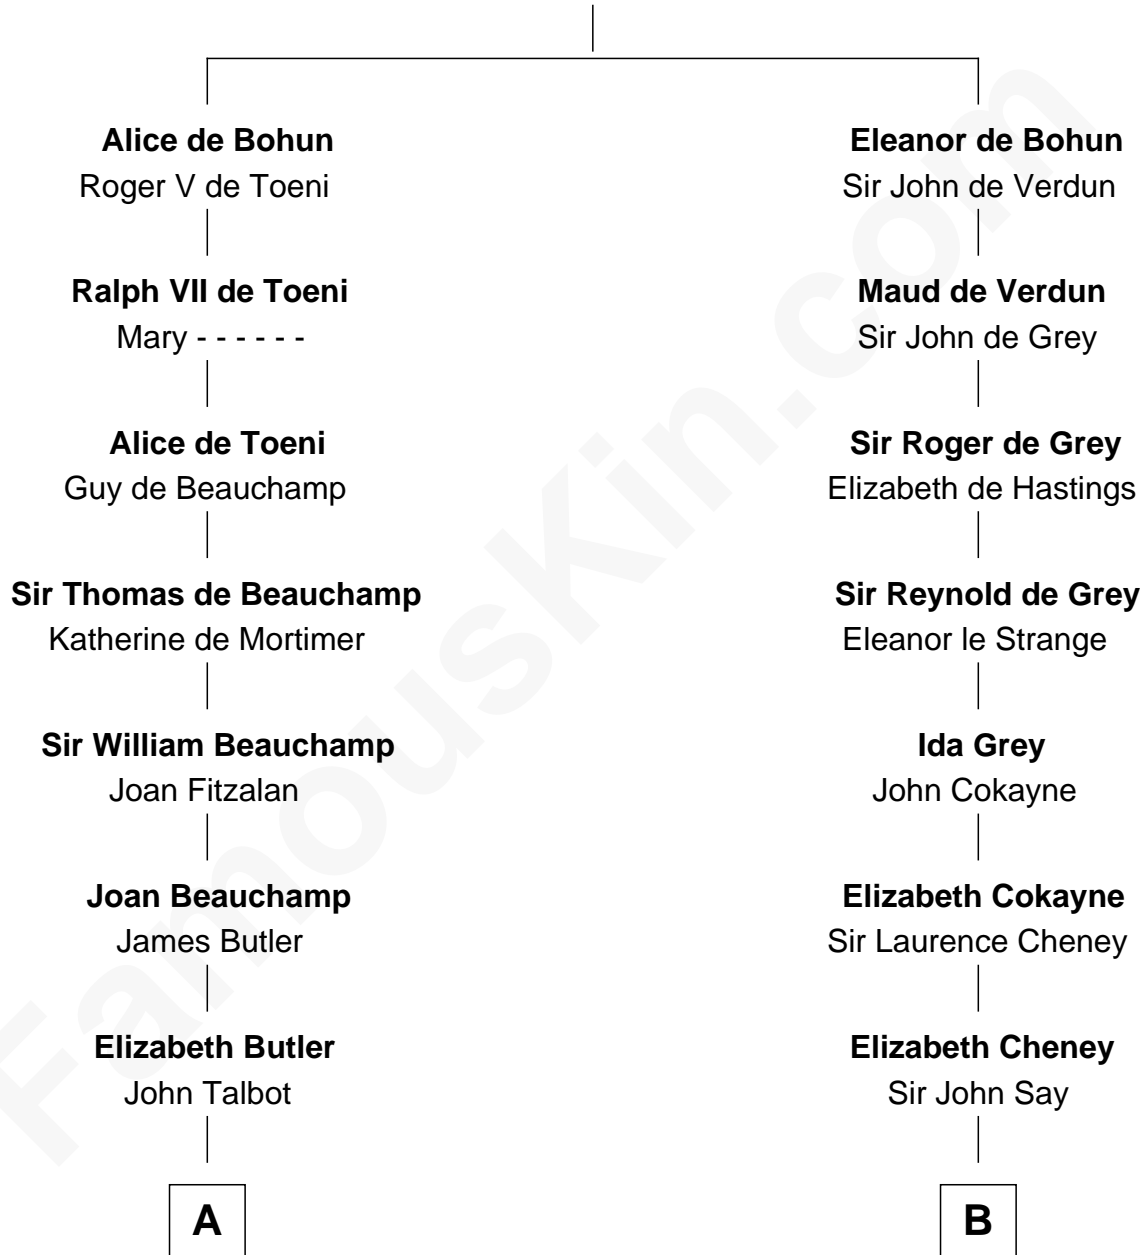 Alice de Bohun
Roger V de Toeni
Ralph VII de Toeni
Mary - - - - - -
Alice de Toeni
Guy de Beauchamp
Sir Thomas de Beauchamp
Katherine de Mortimer
Sir William Beauchamp
Joan Fitzalan
Joan Beauchamp
James Butler
Elizabeth Butler
John Talbot
A
Eleanor de Bohun
Sir John de Verdun
Maud de Verdun
Sir John de Grey
Sir Roger de Grey
Elizabeth de Hastings
Sir Reynold de Grey
Eleanor le Strange
Ida Grey
John Cokayne
Elizabeth Cokayne
Sir Laurence Cheney
Elizabeth Cheney
Sir John Say
B
FamousKin.com